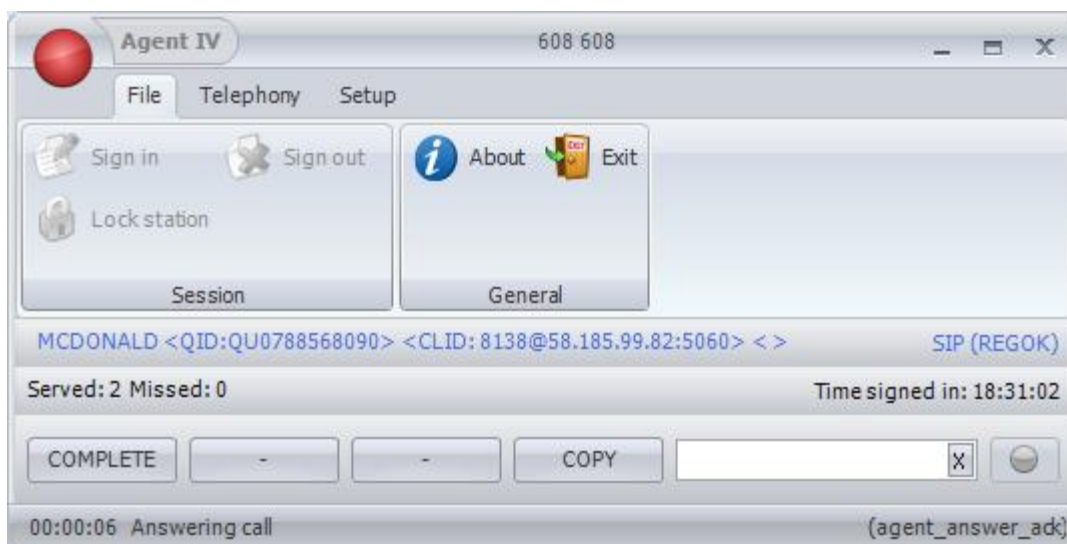 Agent IV 608 608
File Telephony Setup
Sign in Sign out About EXIT Exit
Lock station
Session General
MCDONALD <QID:QU0788568090> <CLID: 8138@58.185.99.82:5060> < > SIP (REGOK)
Served: 2 Missed: 0 Time signed in: 18:31:02
COMPLETE - - COPY X
00:00:06 Answering call (agent_answer_ack)